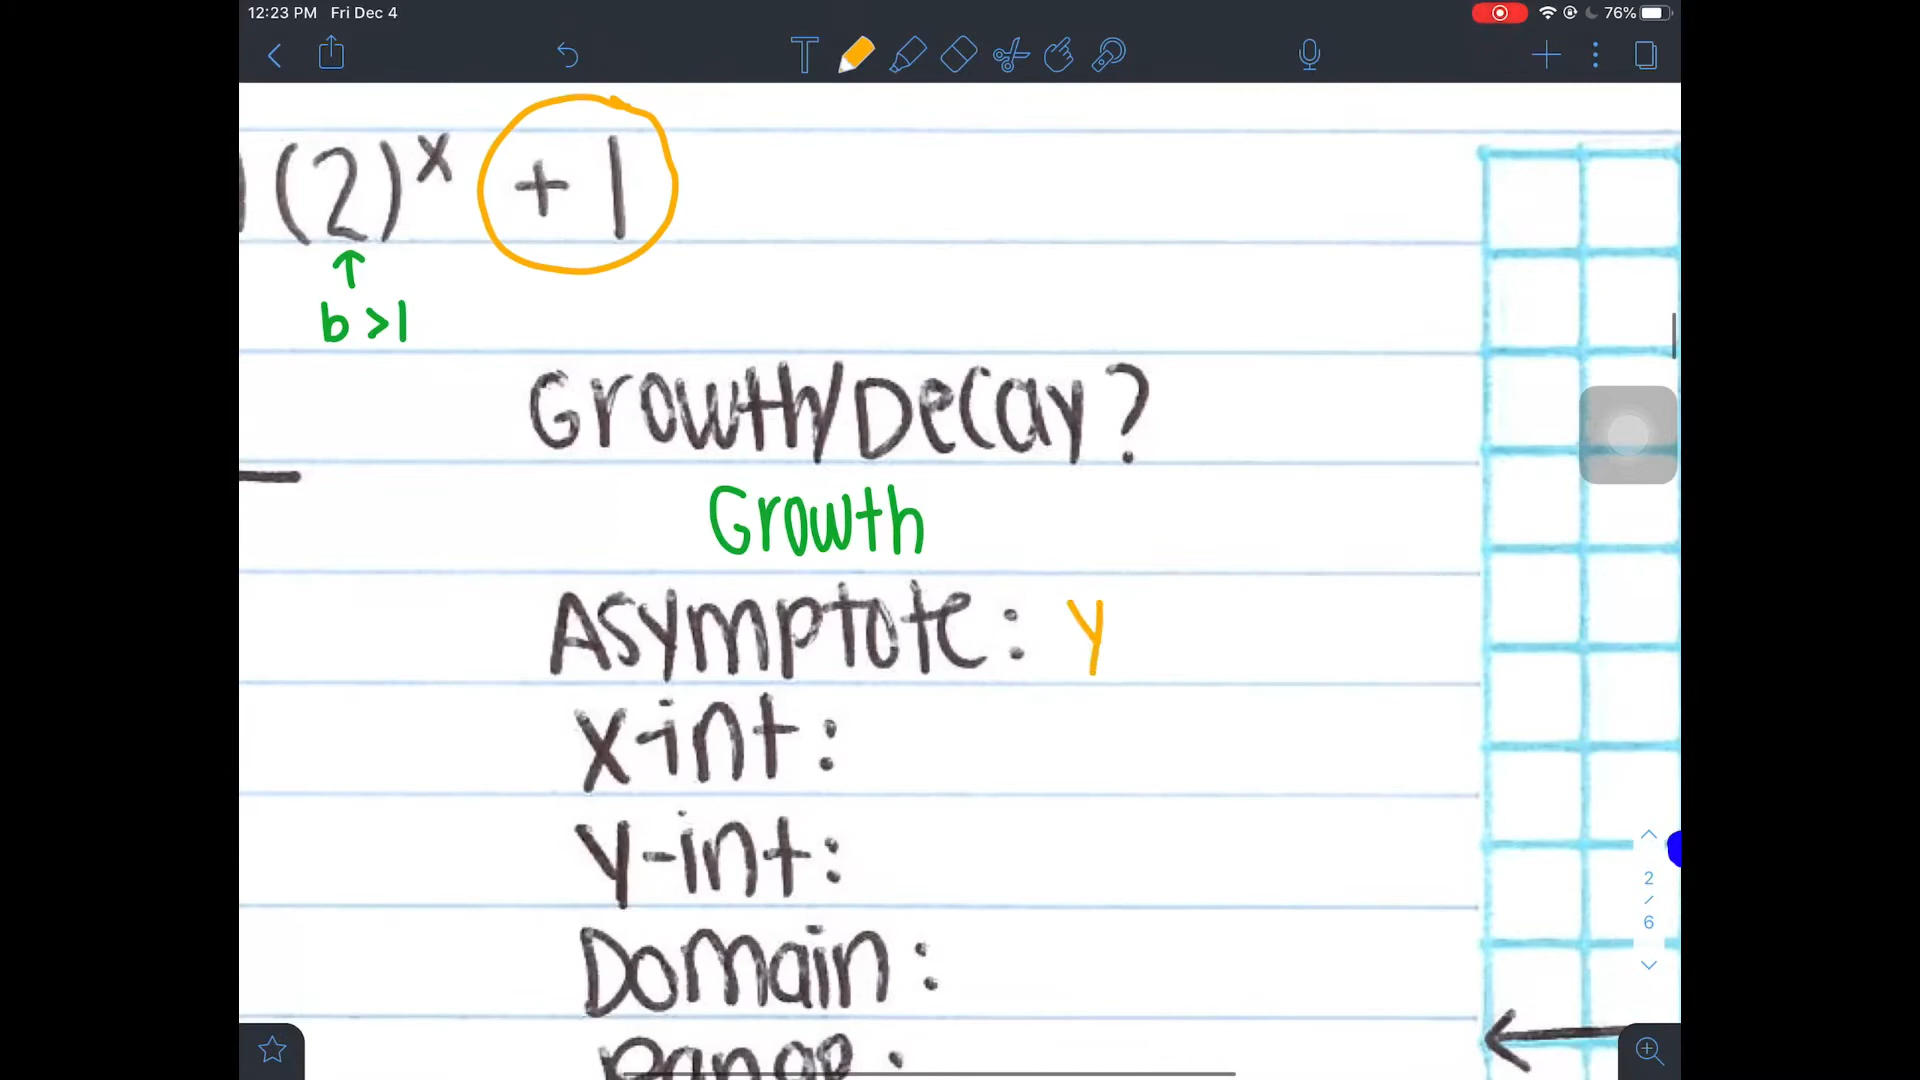 12:23 PM Fri Dec 4
76%
(2)^x + 1
b >1
Growth/Decay?
Growth
Asymptote: y
x-int:
y-int:
Domain:
Range:
2
/
6